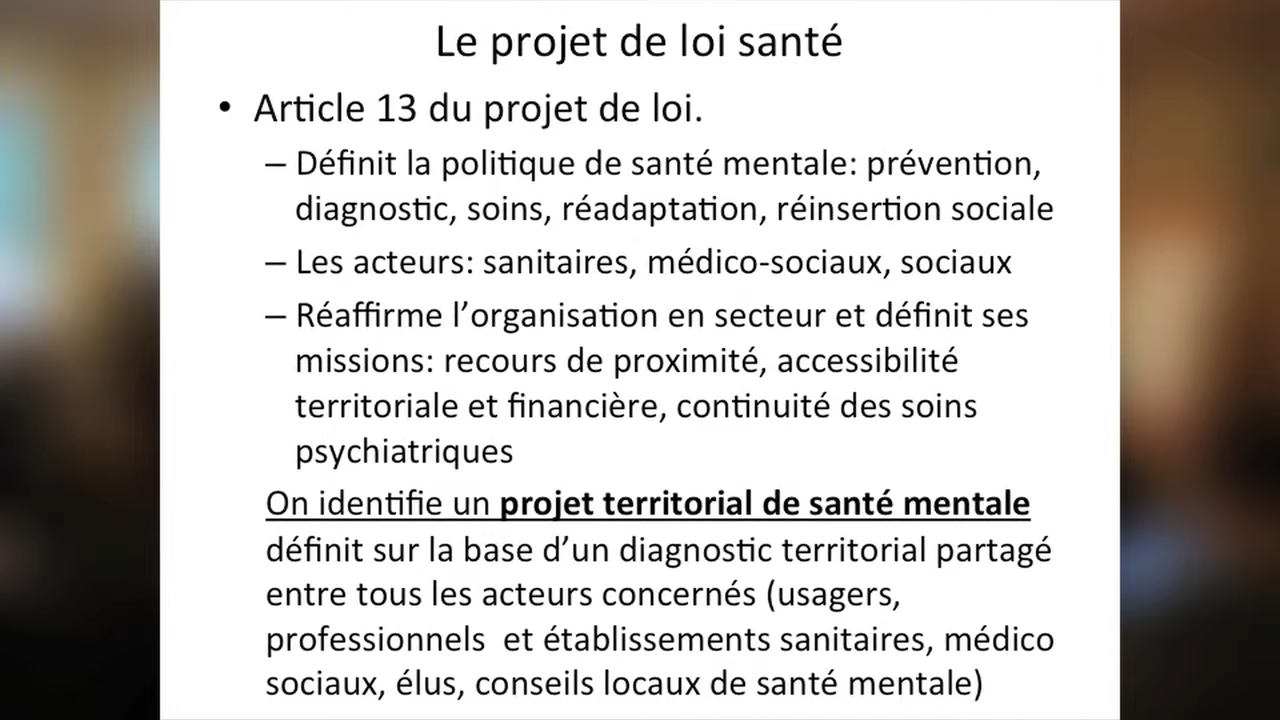 Le projet de loi santé
• Article 13 du projet de loi.
– Définit la politique de santé mentale: prévention,
diagnostic, soins, réadaptation, réinsertion sociale
– Les acteurs: sanitaires, médico-sociaux, sociaux
– Réaffirme l’organisation en secteur et définit ses
missions: recours de proximité, accessibilité
territoriale et financière, continuité des soins
psychiatriques
On identifie un projet territorial de santé mentale
définit sur la base d’un diagnostic territorial partagé
entre tous les acteurs concernés (usagers,
professionnels  et établissements sanitaires, médico
sociaux, élus, conseils locaux de santé mentale)